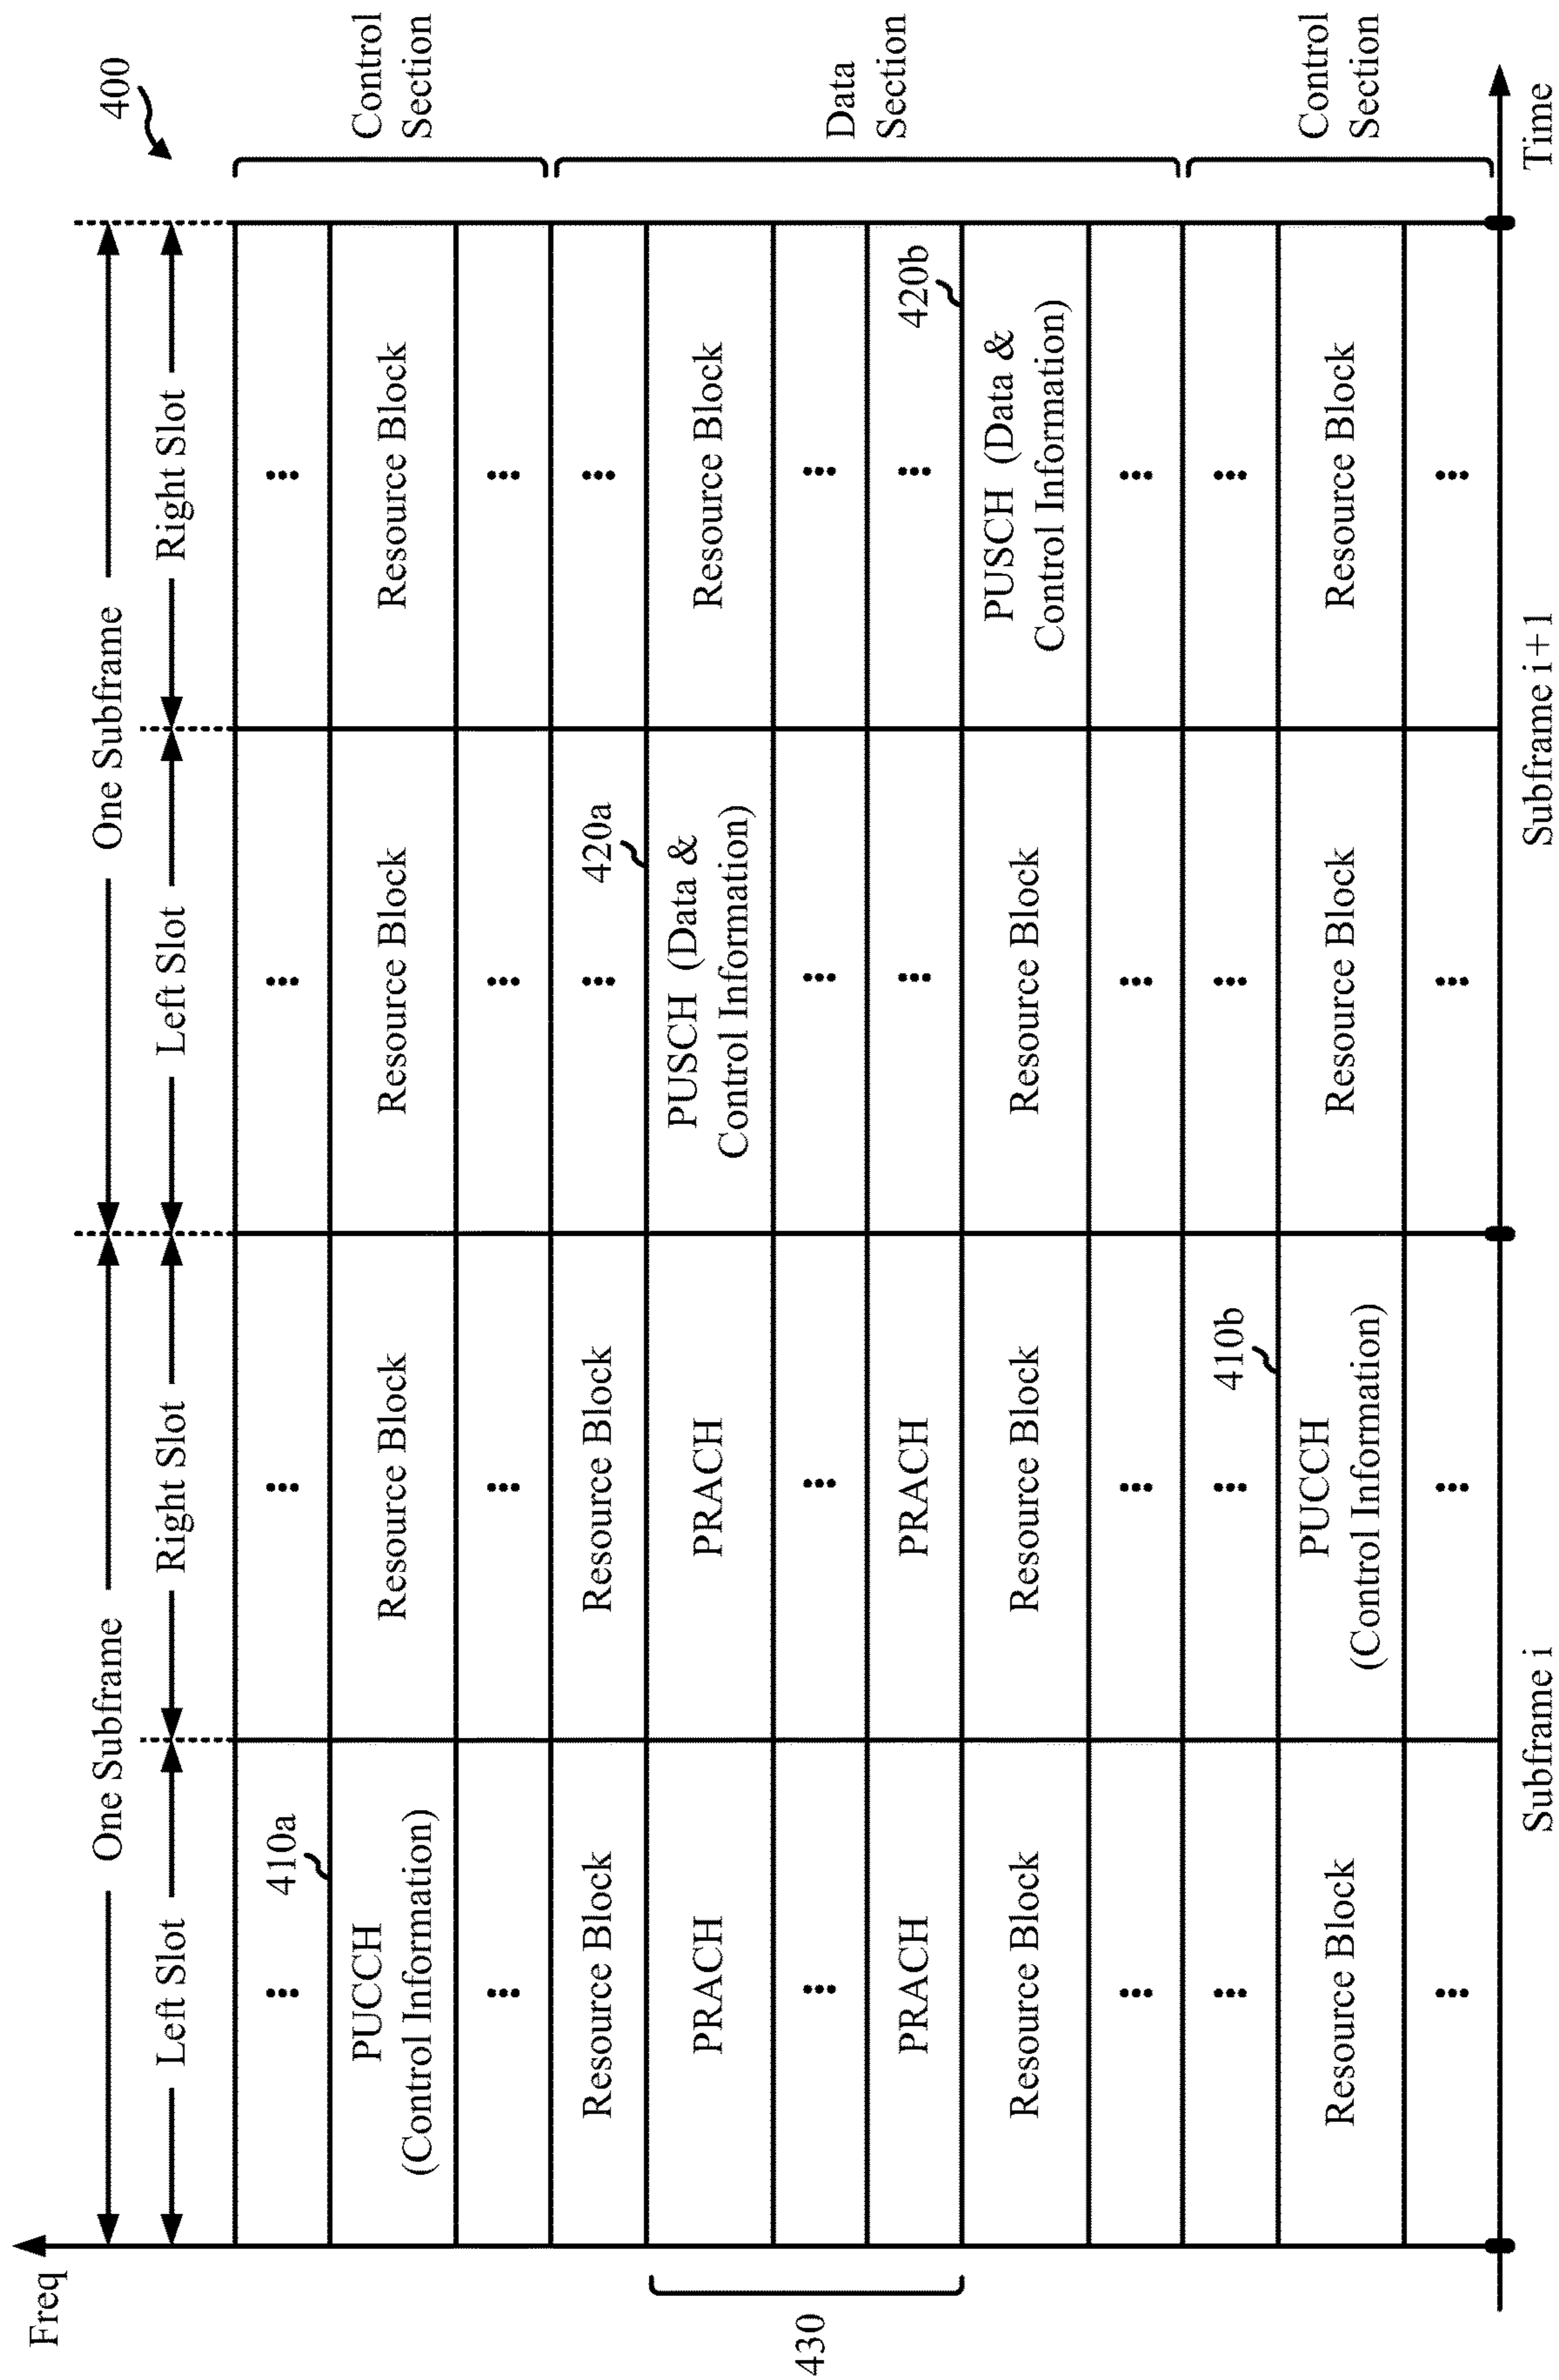 400
Freq
One Subframe
One Subframe
Left Slot
Right Slot
Left Slot
Right Slot
410a
PUCCH
(Control Information)
Resource Block
Resource Block
Resource Block
Control
Section
Resource Block
Resource Block
420a
430
PRACH
PRACH
PUSCH (Data &
Control Information)
Resource Block
Data
Section
PRACH
PRACH
420b
Resource Block
Resource Block
Resource Block
PUSCH (Data &
Control Information)
410b
Resource Block
PUCCH
(Control Information)
Resource Block
Resource Block
Control
Section
Subframe i
Subframe i+1
Time